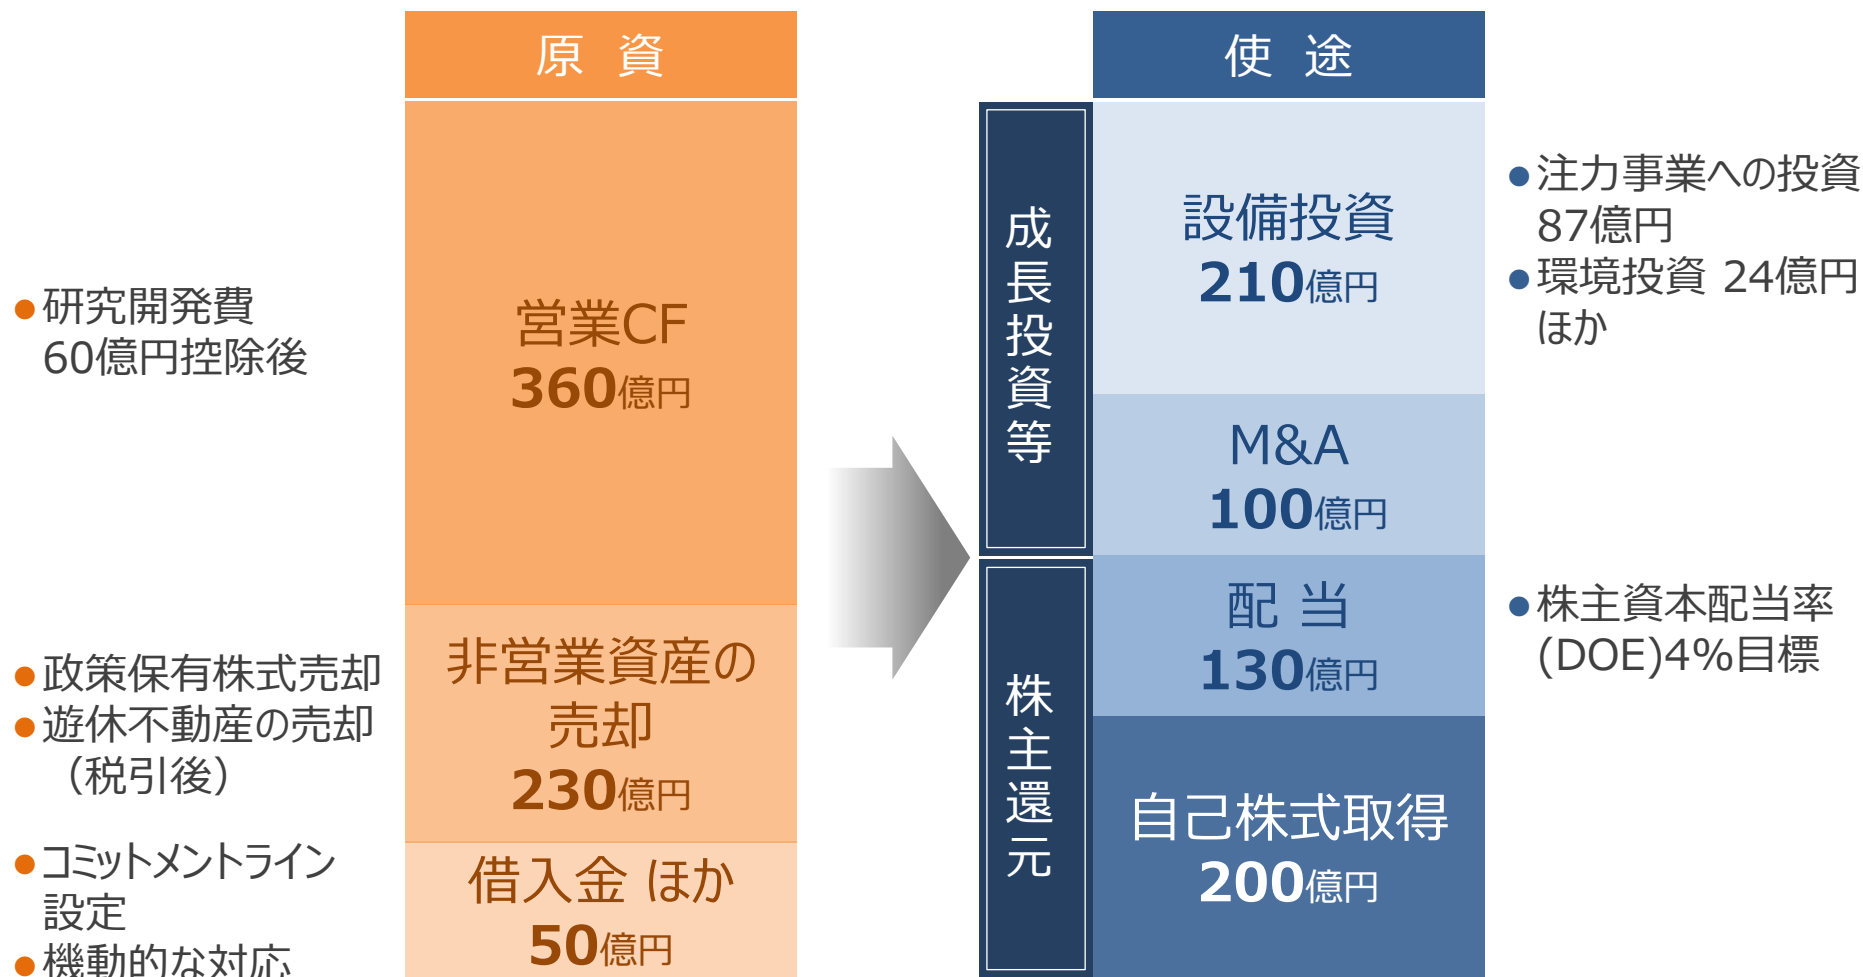 原 資
●研究開発費
60億円控除後
営業CF
360億円
●政策保有株式売却
●遊休不動産の売却
（税引後）
非営業資産の
売却
230億円
●コミットメントライン
設定
●機動的な対応
借入金 ほか
50億円
使 途
成長投資等
設備投資
210億円
●注力事業への投資
87億円
●環境投資 24億円
ほか
M&A
100億円
株主還元
配 当
130億円
●株主資本配当率
(DOE)4%目標
自己株式取得
200億円